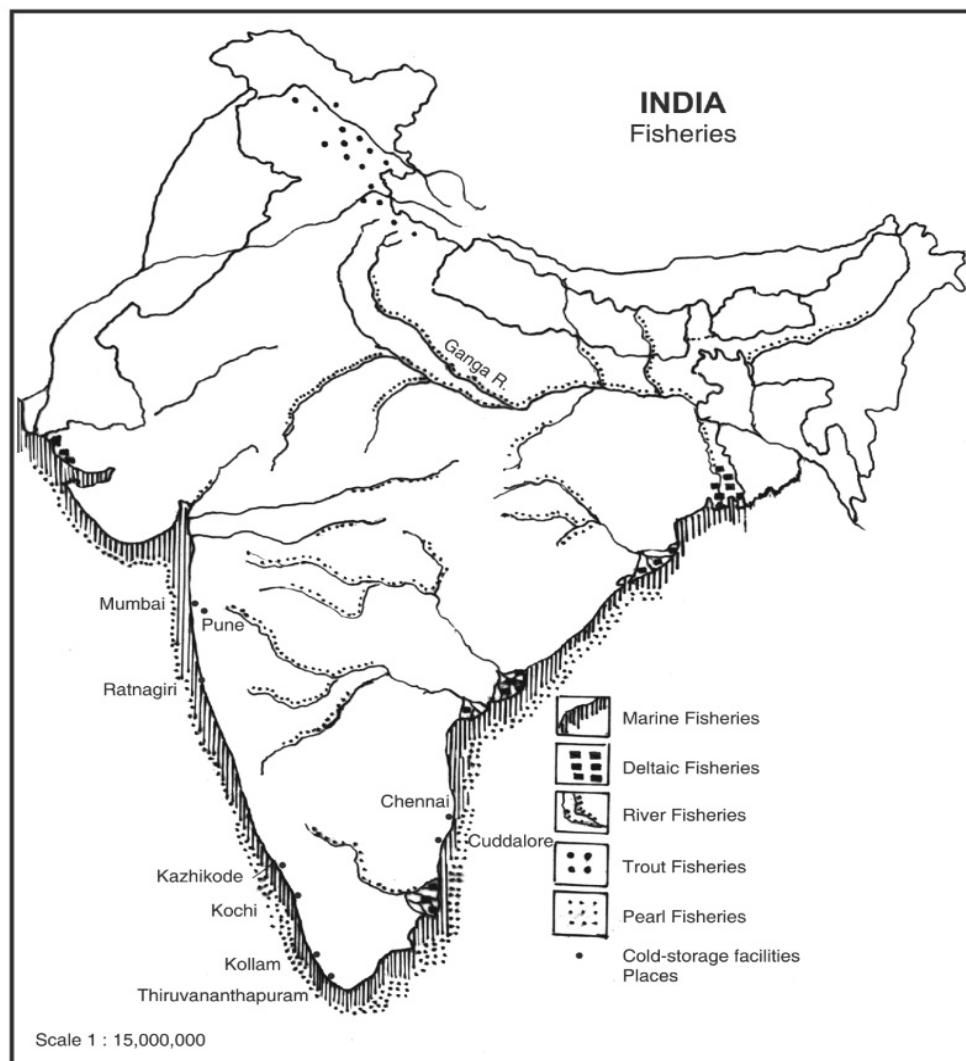 INDIA
Fisheries
Ganga R.
Mumbai
Pune
Ratnagiri
Marine Fisheries
Deltaic Fisheries
River Fisheries
Chennai
Cuddalore
Trout Fisheries
Kazhikode
Kochi
Pearl Fisheries
Kollam
Cold-storage facilities
Places
Thiruvananthapuram
Scale 1 : 15,000,000